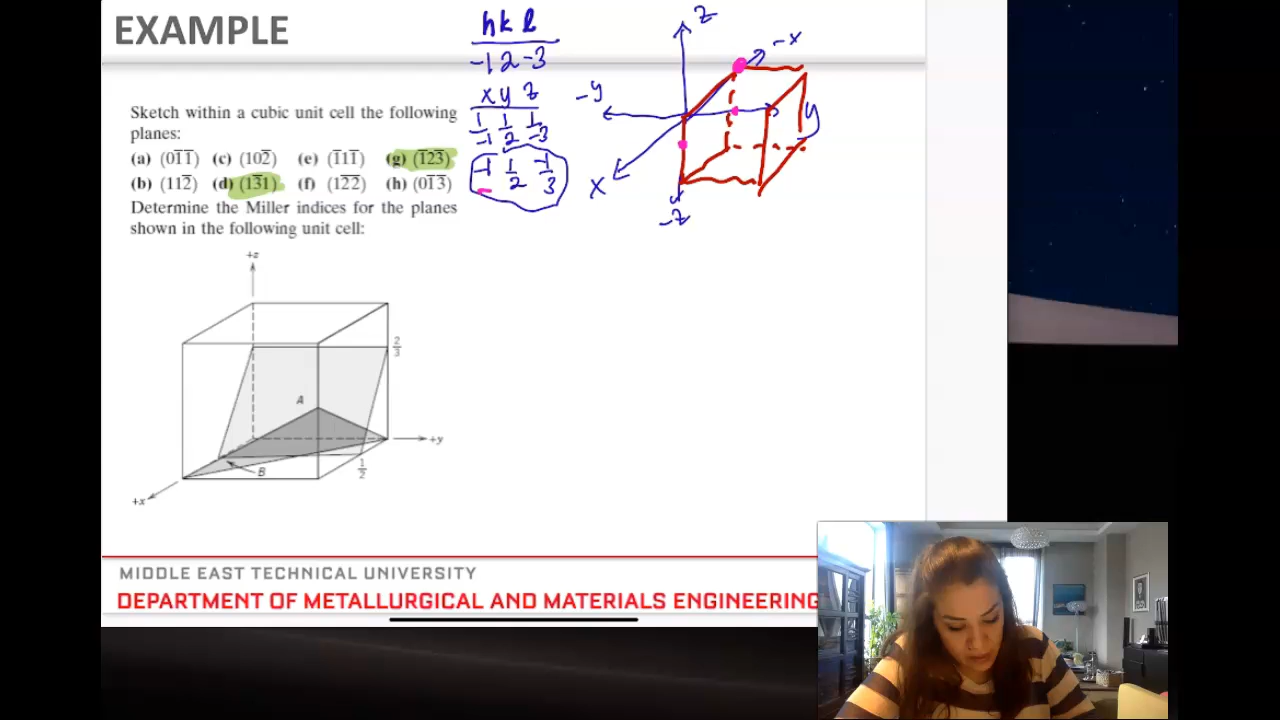 EXAMPLE
Sketch within a cubic unit cell the following
planes:
(a) (01̅1̅) (c) (102̅) (e) (1̅11̅) (g) (1̅23̅)
(b) (112̅) (d) (13̅1) (f) (12̅2̅) (h) (01̅3̅)
Determine the Miller indices for the planes
shown in the following unit cell:
h k l
-1 2 -3
x y z
1/-1 1/2 1/-3
-1 1/2 -1/3
z
-x
-y
y
x
-z
+z
2/3
A
+y
B
1/2
+x
MIDDLE EAST TECHNICAL UNIVERSITY
DEPARTMENT OF METALLURGICAL AND MATERIALS ENGINEERING